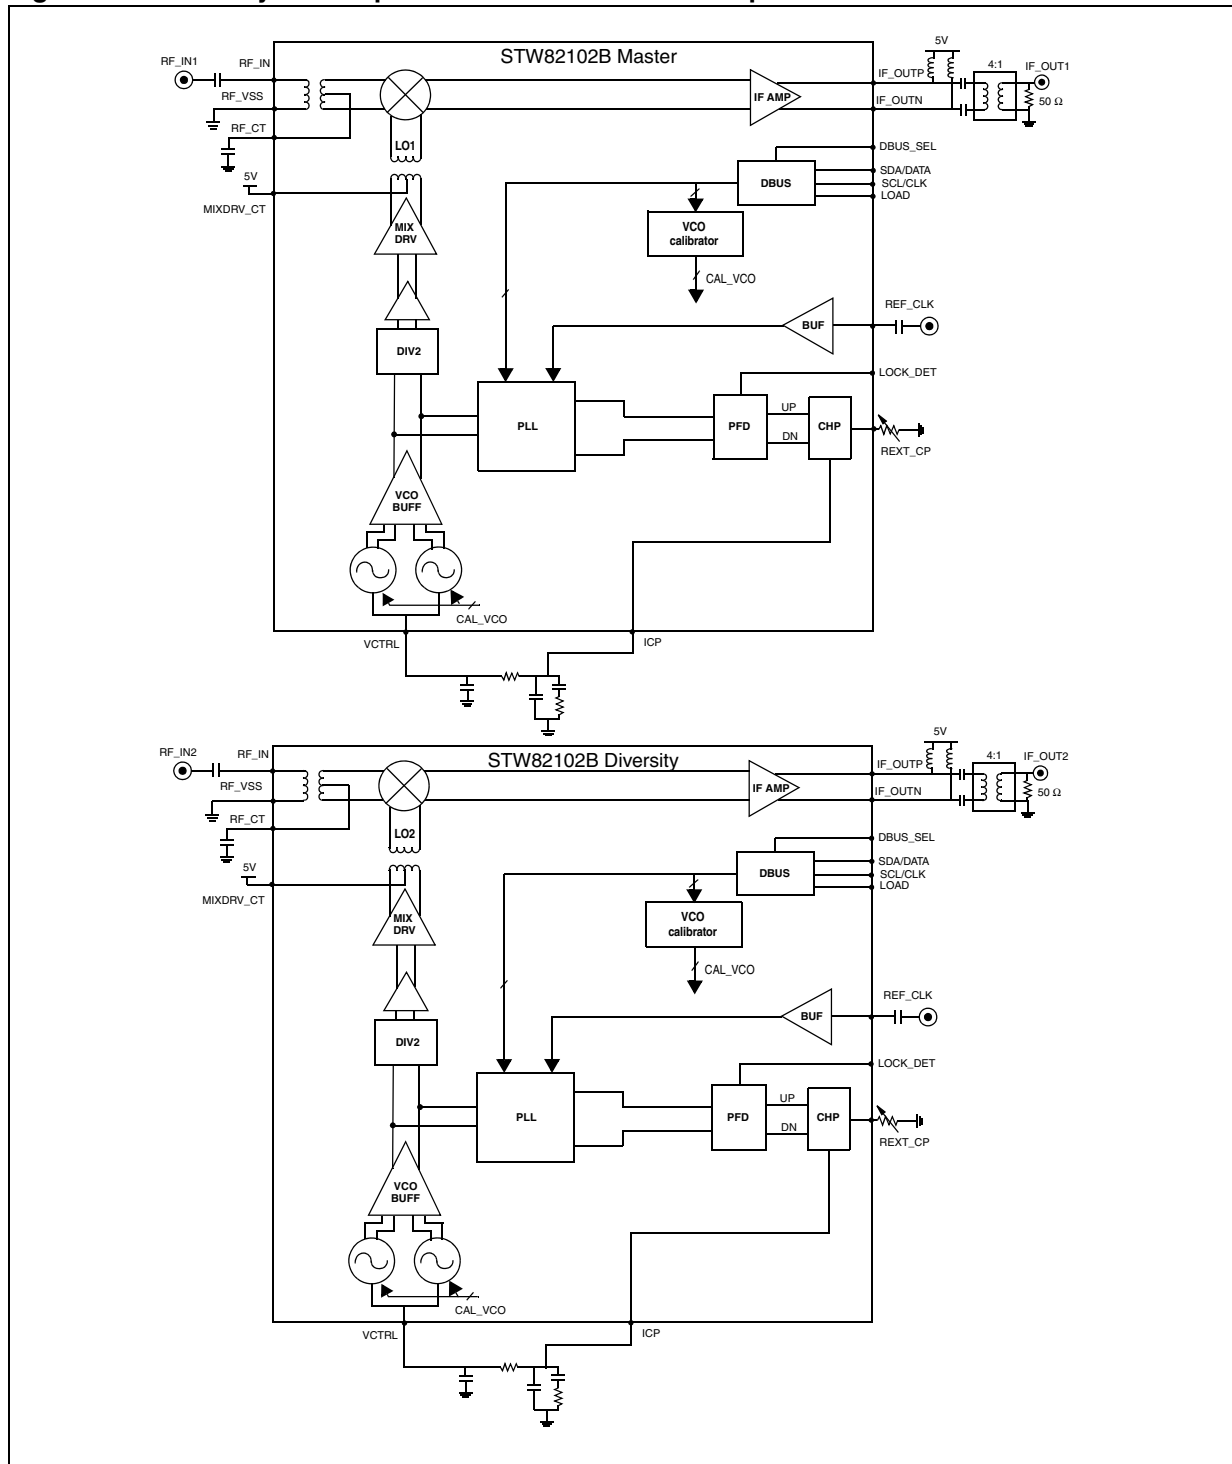 STW82102B Master
5V
RF_IN1
RF_IN
IF_OUTP
4:1
IF_OUT1
RF_VSS
IF AMP
50 Ω
IF_OUTN
RF_CT
LO1
DBUS_SEL
5V
DBUS
SDA/DATA
SCL/CLK
LOAD
MIXDRV_CT
MIX
DRV
VCO
calibrator
CAL_VCO
REF_CLK
BUF
DIV2
LOCK_DET
PLL
PFD
UP
DN
CHP
REXT_CP
VCO
BUFF
CAL_VCO
VCTRL
ICP
STW82102B Diversity
5V
RF_IN2
RF_IN
IF_OUTP
4:1
IF_OUT2
RF_VSS
IF AMP
50 Ω
IF_OUTN
RF_CT
LO2
DBUS_SEL
5V
DBUS
SDA/DATA
SCL/CLK
LOAD
MIXDRV_CT
MIX
DRV
VCO
calibrator
CAL_VCO
REF_CLK
BUF
DIV2
LOCK_DET
PLL
PFD
UP
DN
CHP
REXT_CP
VCO
BUFF
CAL_VCO
VCTRL
ICP